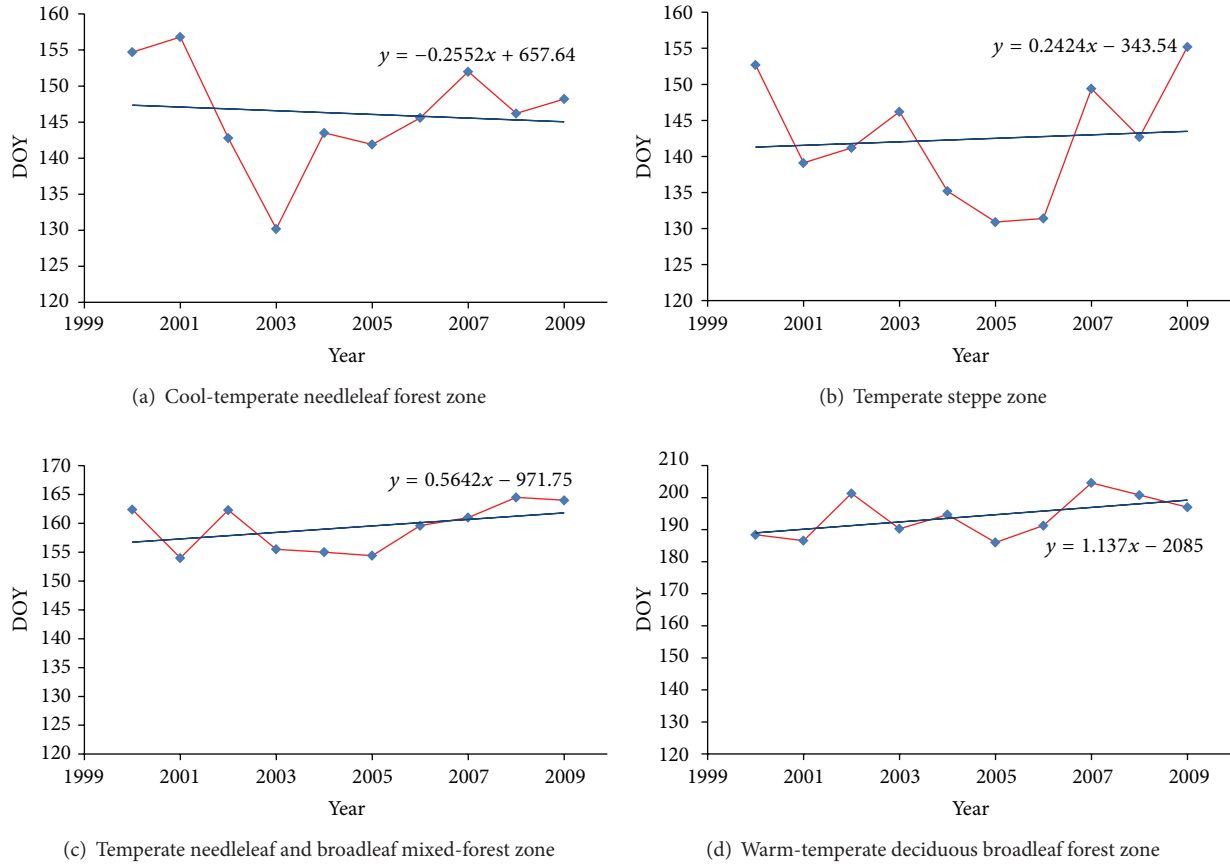 160
155
150
145
140
135
130
125
120
DOY
y = −0.2552x + 657.64
1999 2001 2003 2005 2007 2009
Year
(a) Cool-temperate needleleaf forest zone
160
155
150
145
140
135
130
125
120
DOY
y = 0.2424x − 343.54
1999 2001 2003 2005 2007 2009
Year
(b) Temperate steppe zone
170
165
160
155
150
145
140
135
130
125
120
DOY
y = 0.5642x − 971.75
1999 2001 2003 2005 2007 2009
Year
(c) Temperate needleleaf and broadleaf mixed-forest zone
210
200
190
180
170
160
150
140
130
120
DOY
y = 1.137x − 2085
1999 2001 2003 2005 2007 2009
Year
(d) Warm-temperate deciduous broadleaf forest zone